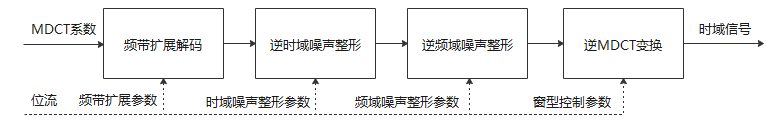 MDCT系数
频带扩展解码
逆时域噪声整形
逆频域噪声整形
逆MDCT变换
时域信号
位流
频带扩展参数
时域噪声整形参数
频域噪声整形参数
窗型控制参数